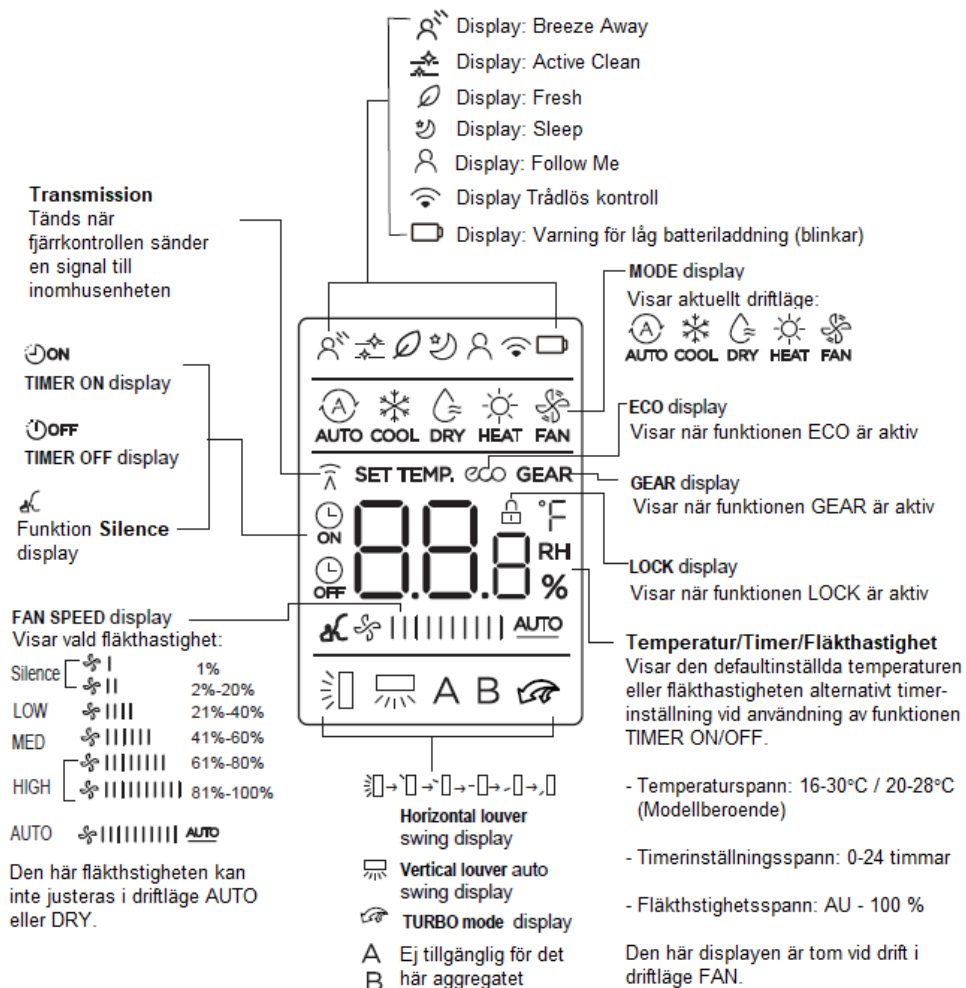 Display: Breeze Away
Display: Active Clean
Display: Fresh
Display: Sleep
Display: Follow Me
Display Trådlös kontroll
Display: Varning för låg batteriladdning (blinkar)
Transmission
Tänds när
fjärrkontrollen sänder
en signal till
inomhusenheten
ON
TIMER ON display
OFF
TIMER OFF display
Funktion Silence
display
FAN SPEED display
Visar vald fläkthastighet:
Silence 1%
2%-20%
LOW 21%-40%
MED 41%-60%
61%-80%
HIGH 81%-100%
AUTO AUTO
Den här fläkthstigheten kan
inte justeras i driftläge AUTO
eller DRY.
A
AUTO COOL DRY HEAT FAN
SET TEMP. eco GEAR
ON
88.8 °F
RH
OFF %
AUTO
A B
Horizontal louver
swing display
Vertical louver auto
swing display
TURBO mode display
A Ej tillgänglig för det
B här aggregatet
MODE display
Visar aktuellt driftläge:
A
AUTO COOL DRY HEAT FAN
ECO display
Visar när funktionen ECO är aktiv
GEAR display
Visar när funktionen GEAR är aktiv
LOCK display
Visar när funktionen LOCK är aktiv
Temperatur/Timer/Fläkthastighet
Visar den defaultinställda temperaturen
eller fläkthastigheten alternativt timer-
inställning vid användning av funktionen
TIMER ON/OFF.
- Temperaturspann: 16-30°C / 20-28°C
(Modellberoende)
- Timerinställningsspann: 0-24 timmar
- Fläkthstighetsspann: AU - 100 %
Den här displayen är tom vid drift i
driftläge FAN.